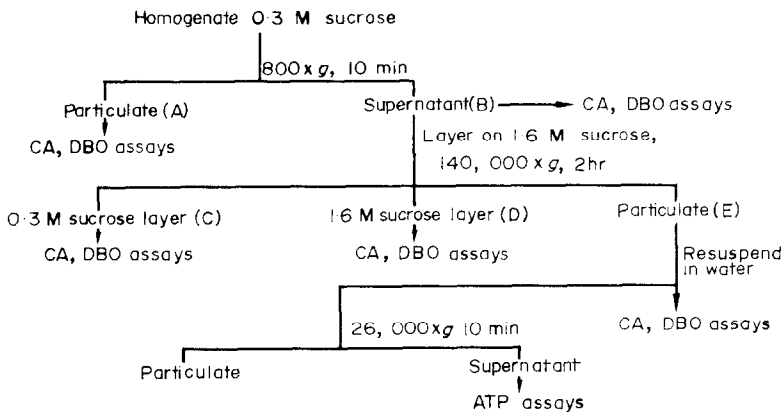 Homogenate 0·3 M sucrose
800×g, 10 min
Particulate (A)
Supernatant(B)
CA, DBO assays
CA, DBO assays
Layer on 1·6 M sucrose,
140, 000×g, 2hr
0·3 M sucrose layer (C)
1·6 M sucrose layer (D)
Particulate (E)
CA, DBO assays
CA, DBO assays
Resuspend
in water
CA, DBO assays
26, 000×g 10 min
Particulate
Supernatant
ATP assays